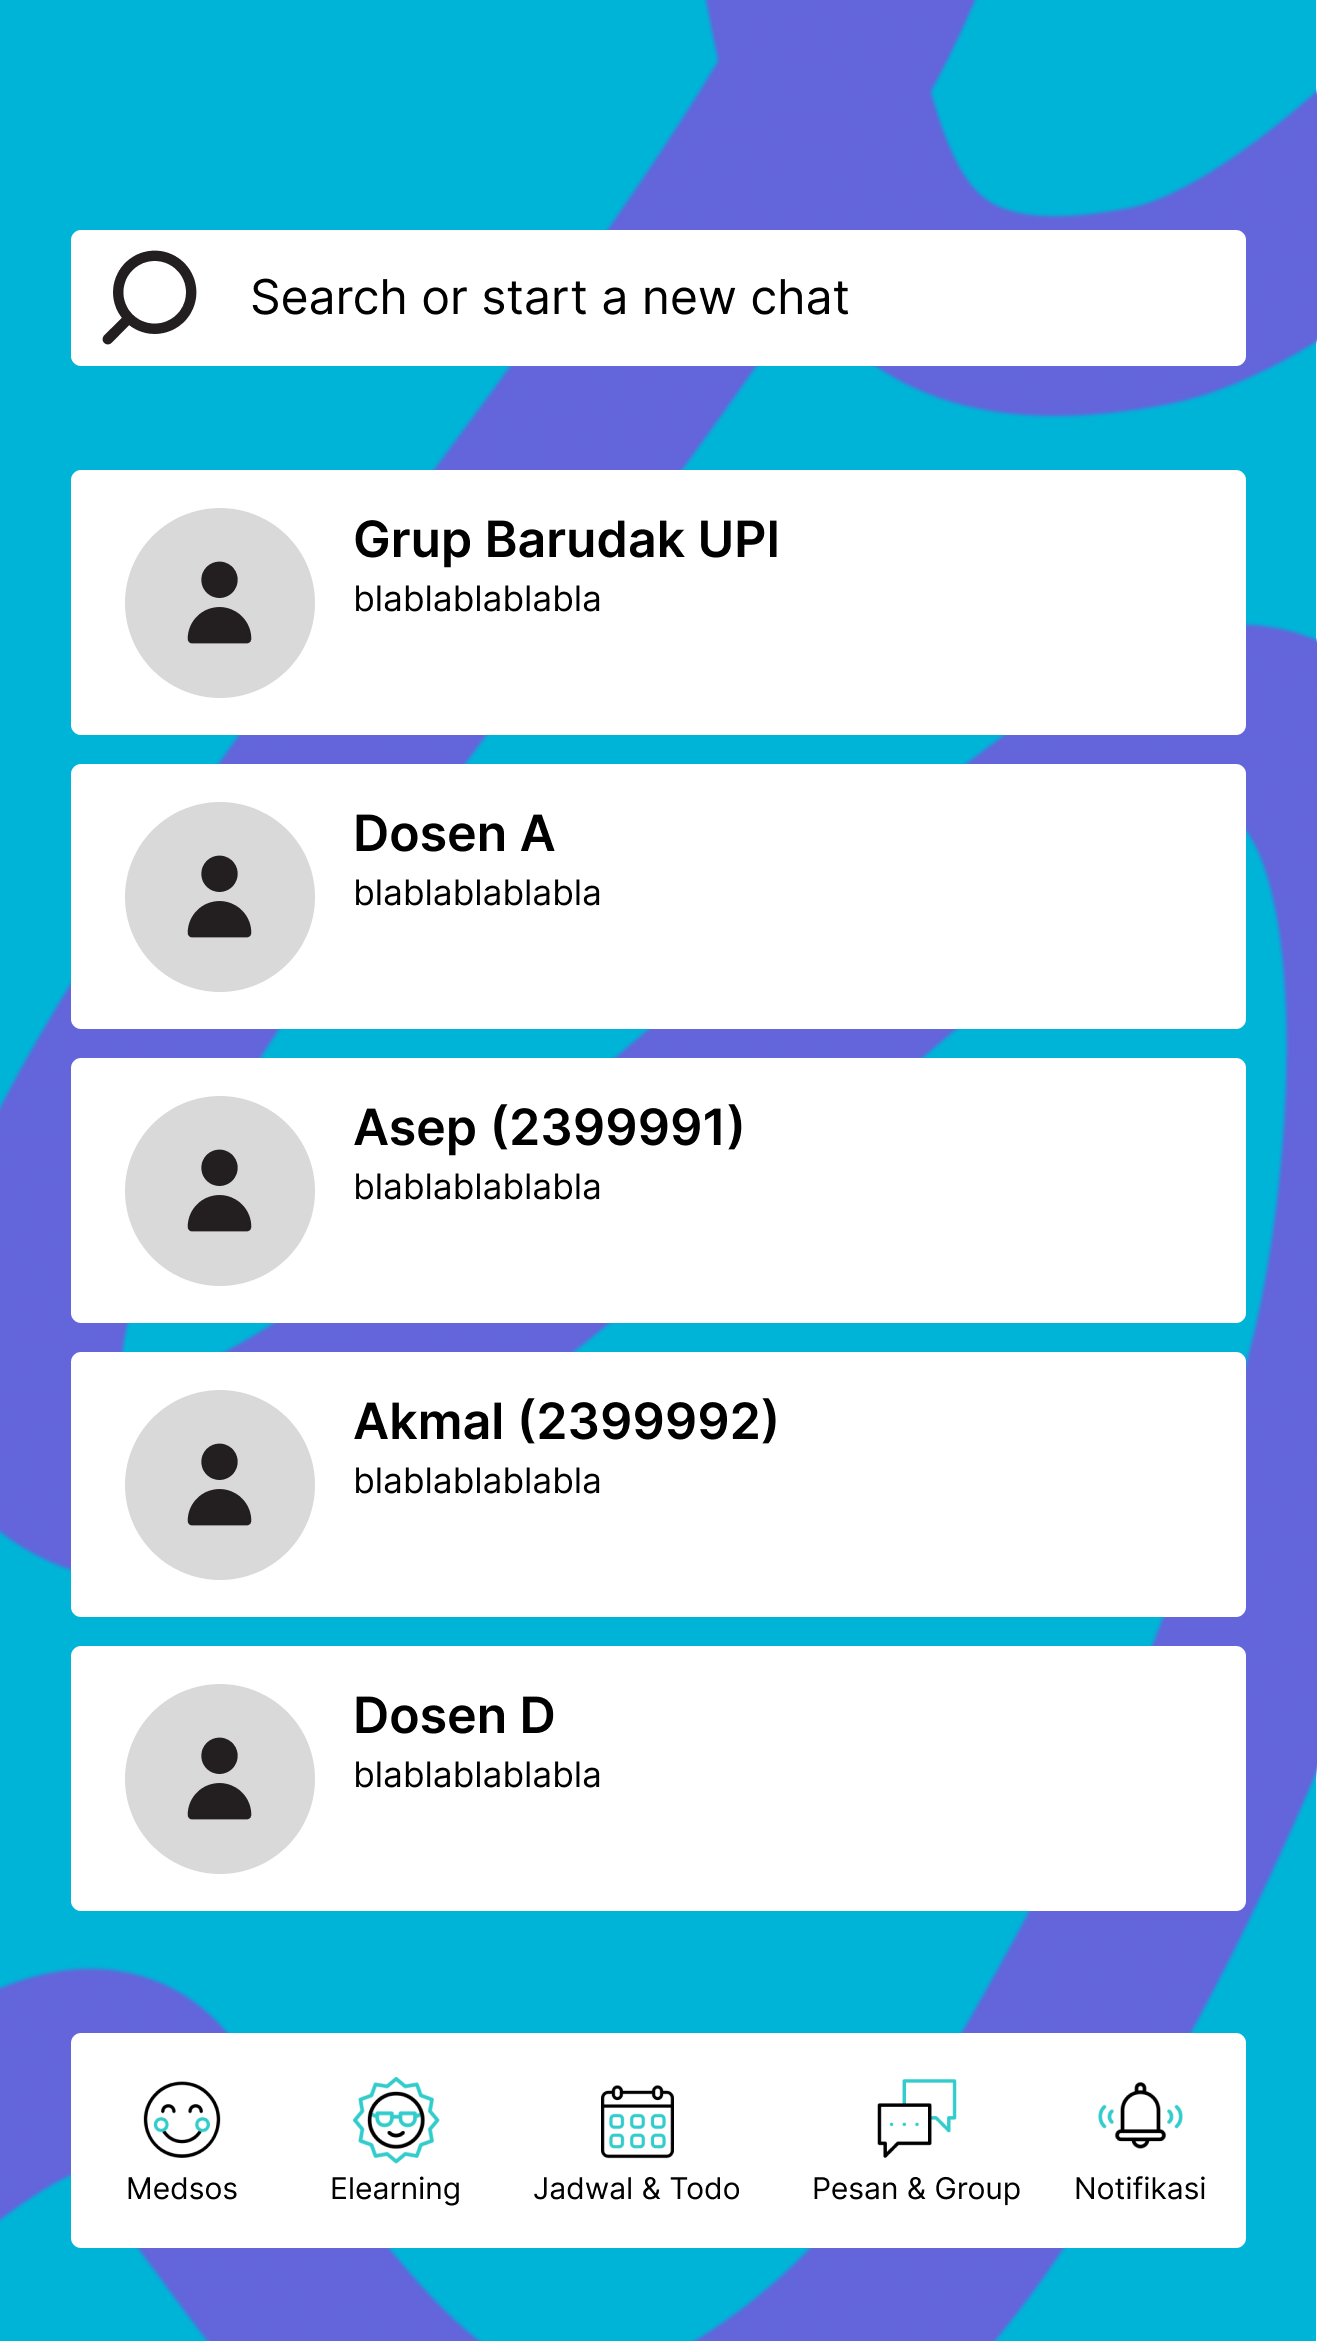 Search or start a new chat
Grup Barudak UPI
blablablablabla
Dosen A
blablablablabla
Asep (2399991)
blablablablabla
Akmal (2399992)
blablablablabla
Dosen D
blablablablabla
Medsos
Elearning
Jadwal & Todo
Pesan & Group
Notifikasi